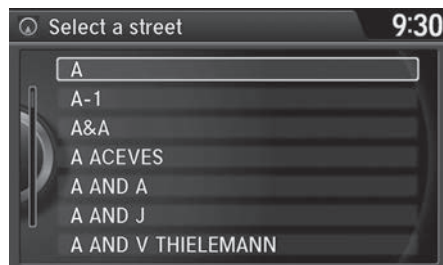 Select a street
9:30
A
A-1
A&A
A ACEVES
A AND A
A AND J
A AND V THIELEMANN